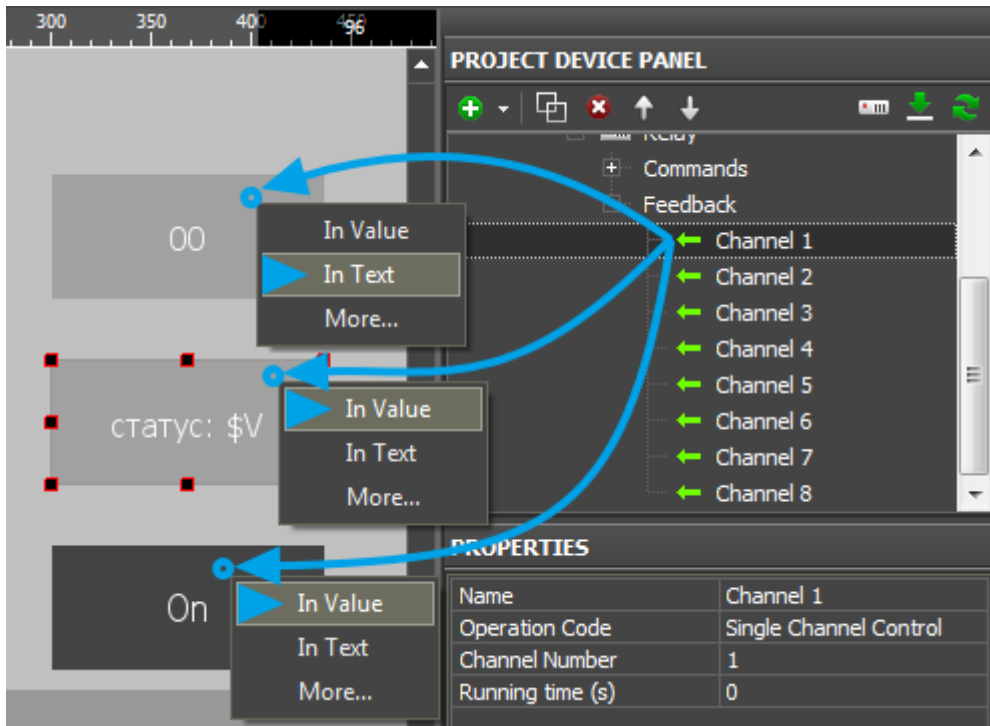 300 350 400 450
96
PROJECT DEVICE PANEL
Relay
Commands
Feedback
Channel 1
Channel 2
Channel 3
Channel 4
Channel 5
Channel 6
Channel 7
Channel 8
00
In Value
In Text
More...
статус: $V
In Value
In Text
More...
On
In Value
In Text
More...
PROPERTIES
Name Channel 1
Operation Code Single Channel Control
Channel Number 1
Running time (s) 0